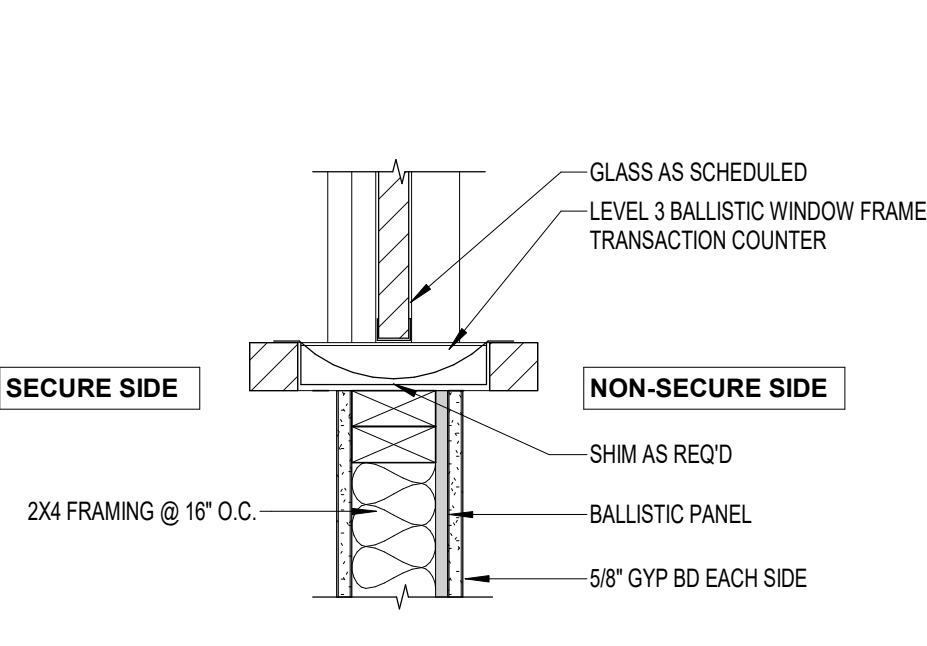 GLASS AS SCHEDULED
LEVEL 3 BALLISTIC WINDOW FRAME
TRANSACTION COUNTER
SECURE SIDE
NON-SECURE SIDE
SHIM AS REQ'D
2X4 FRAMING @ 16" O.C.
BALLISTIC PANEL
5/8" GYP BD EACH SIDE